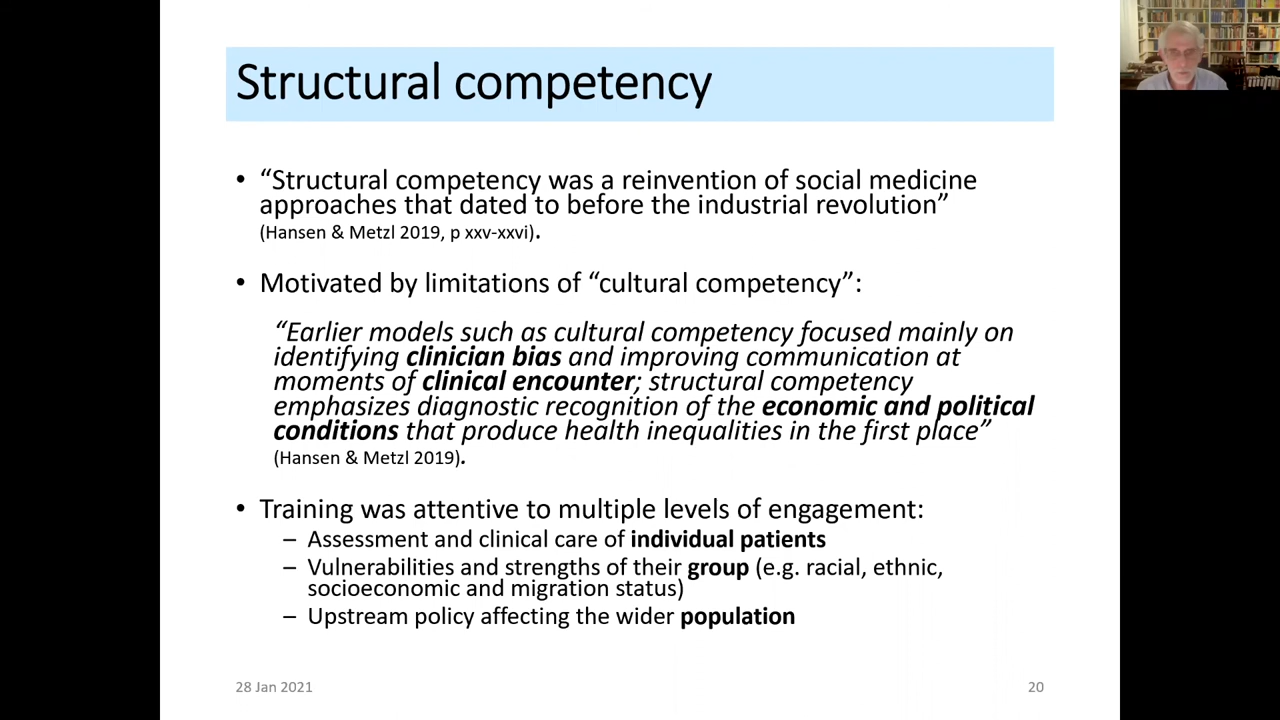 Structural competency
• “Structural competency was a reinvention of social medicine
approaches that dated to before the industrial revolution”
(Hansen & Metzl 2019, p xxv-xxvi).
• Motivated by limitations of “cultural competency”:
“Earlier models such as cultural competency focused mainly on
identifying clinician bias and improving communication at
moments of clinical encounter; structural competency
emphasizes diagnostic recognition of the economic and political
conditions that produce health inequalities in the first place”
(Hansen & Metzl 2019).
• Training was attentive to multiple levels of engagement:
– Assessment and clinical care of individual patients
– Vulnerabilities and strengths of their group (e.g. racial, ethnic,
socioeconomic and migration status)
– Upstream policy affecting the wider population
28 Jan 2021
20